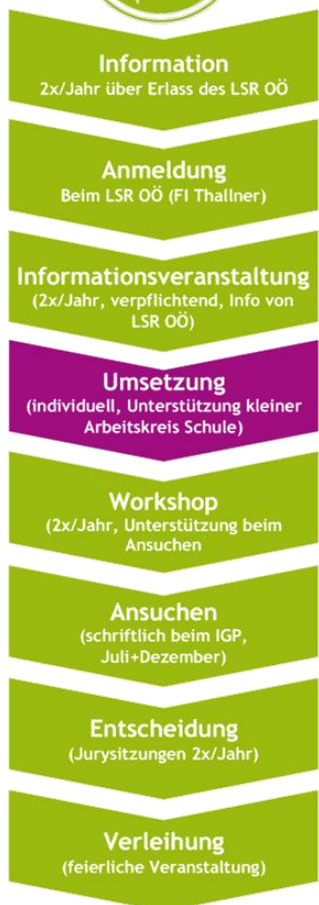 Information
2x/Jahr über Erlass des LSR OÖ
Anmeldung
Beim LSR OÖ (FI Thallner)
Informationsveranstaltung
(2x/Jahr, verpflichtend, Info von
LSR OÖ)
Umsetzung
(individuell, Unterstützung kleiner
Arbeitskreis Schule)
Workshop
(2x/Jahr, Unterstützung beim
Ansuchen
Ansuchen
(schriftlich beim IGP,
Juli+Dezember)
Entscheidung
(Jurysitzungen 2x/Jahr)
Verleihung
(feierliche Veranstaltung)